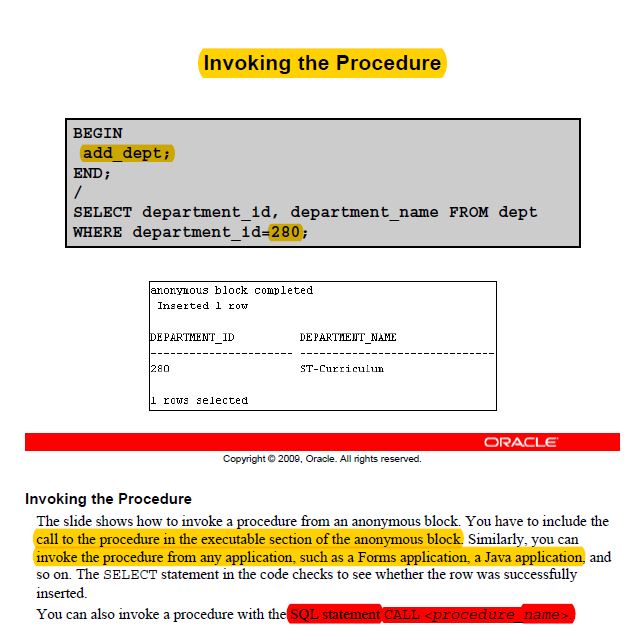 Invoking the Procedure
BEGIN
add_dept;
END;
/
SELECT department_id, department_name FROM dept
WHERE department_id=280;
anonymous block completed
Inserted 1 row
DEPARTMENT_ID DEPARTMENT_NAME
---------------------- ------------------------------
280 ST-Curriculum
1 rows selected
ORACLE
Copyright © 2009, Oracle. All rights reserved.
Invoking the Procedure
The slide shows how to invoke a procedure from an anonymous block. You have to include the
call to the procedure in the executable section of the anonymous block. Similarly, you can
invoke the procedure from any application, such as a Forms application, a Java application, and
so on. The SELECT statement in the code checks to see whether the row was successfully
inserted.
You can also invoke a procedure with the SQL statement CALL <procedure_name>.